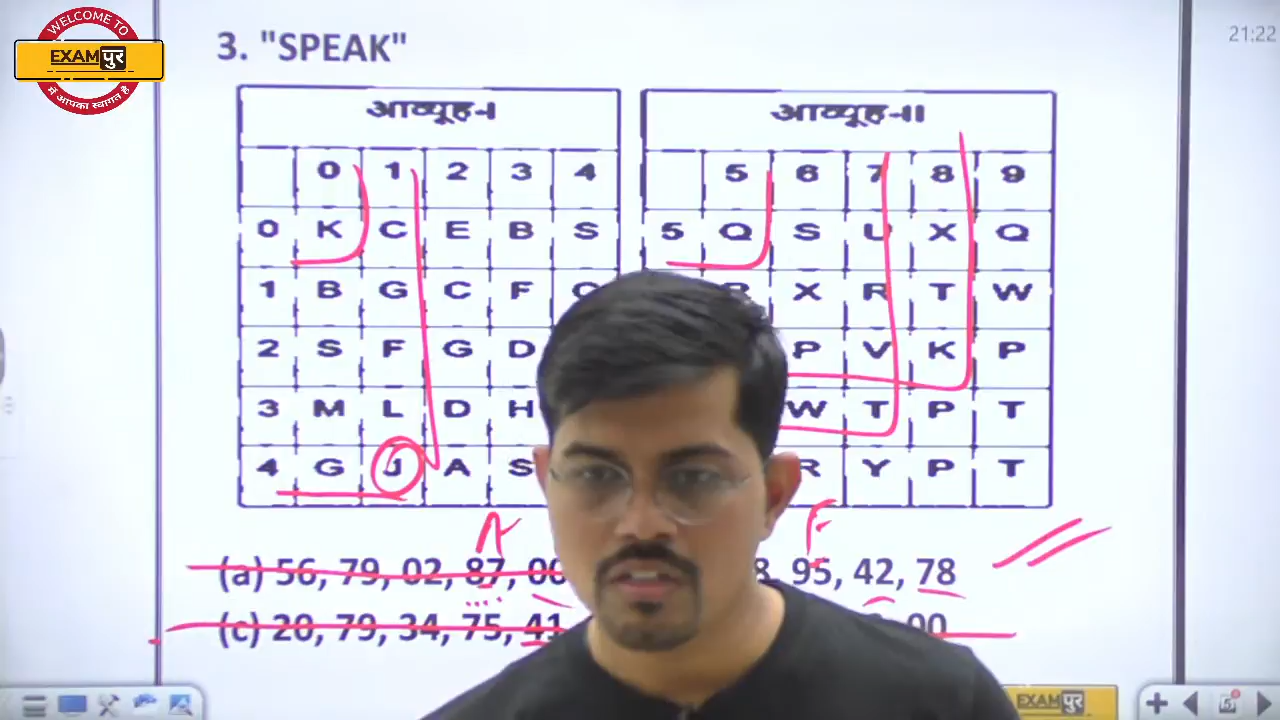 WELCOME TO
EXAMपुर
में आपका स्वागत है
21:22
3. "SPEAK"
आव्यूह-I
0 1 2 3 4
0 K C E B S
1 B G C F
2 S F G D
3 M L D H
4 G J A S
आव्यूह-II
5 6 7 8 9
5 Q S U X Q
X R T W
P V K P
W T P T
R Y P T
A
(a) 56, 79, 02, 87, 00
8, 95, 42, 78
(c) 20, 79, 34, 75, 41
00
EXAMपुर